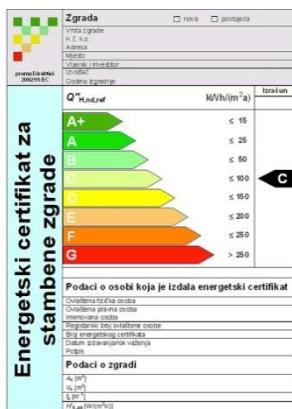 Zgrada
nova
postojeća
Vrsta zgrade
K.č. k.o.
Adresa
Mjesto
Vlasnik / investitor
Izvođač
Godina izgradnje
prema Direktivi
2002/91/EC
Energetski certifikat za
stambene zgrade
Q"H,nd,ref
kWh/(m²a)
Izračun
A+ ≤ 15
A ≤ 25
B ≤ 50
C ≤ 100 C
D ≤ 150
E ≤ 200
F ≤ 250
G > 250
Podaci o osobi koja je izdala energetski certifikat
Ovlaštena fizička osoba
Ovlaštena pravna osoba
Imenovana osoba
Registarski broj ovlaštene osobe
Broj energetskog certifikata
Datum izdavanja/rok važenja
Potpis
Podaci o zgradi